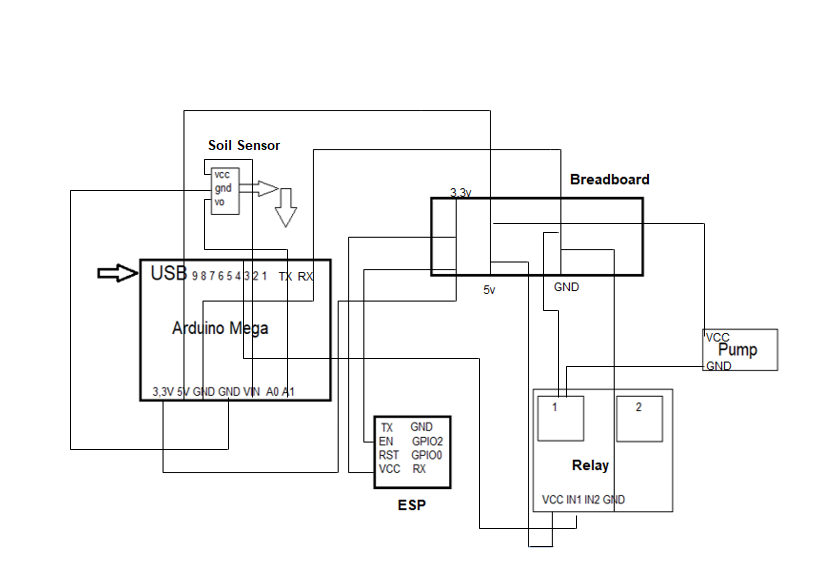 Soil Sensor
vcc
gnd
vo
Breadboard
3.3v
5v
GND
USB 9 8 7 6 5 4 3 2 1 TX RX
Arduino Mega
3,3V 5V GND GND VIN A0 A1
VCC
Pump
GND
1 2
Relay
VCC IN1 IN2 GND
TX GND
EN GPIO2
RST GPIO0
VCC RX
ESP